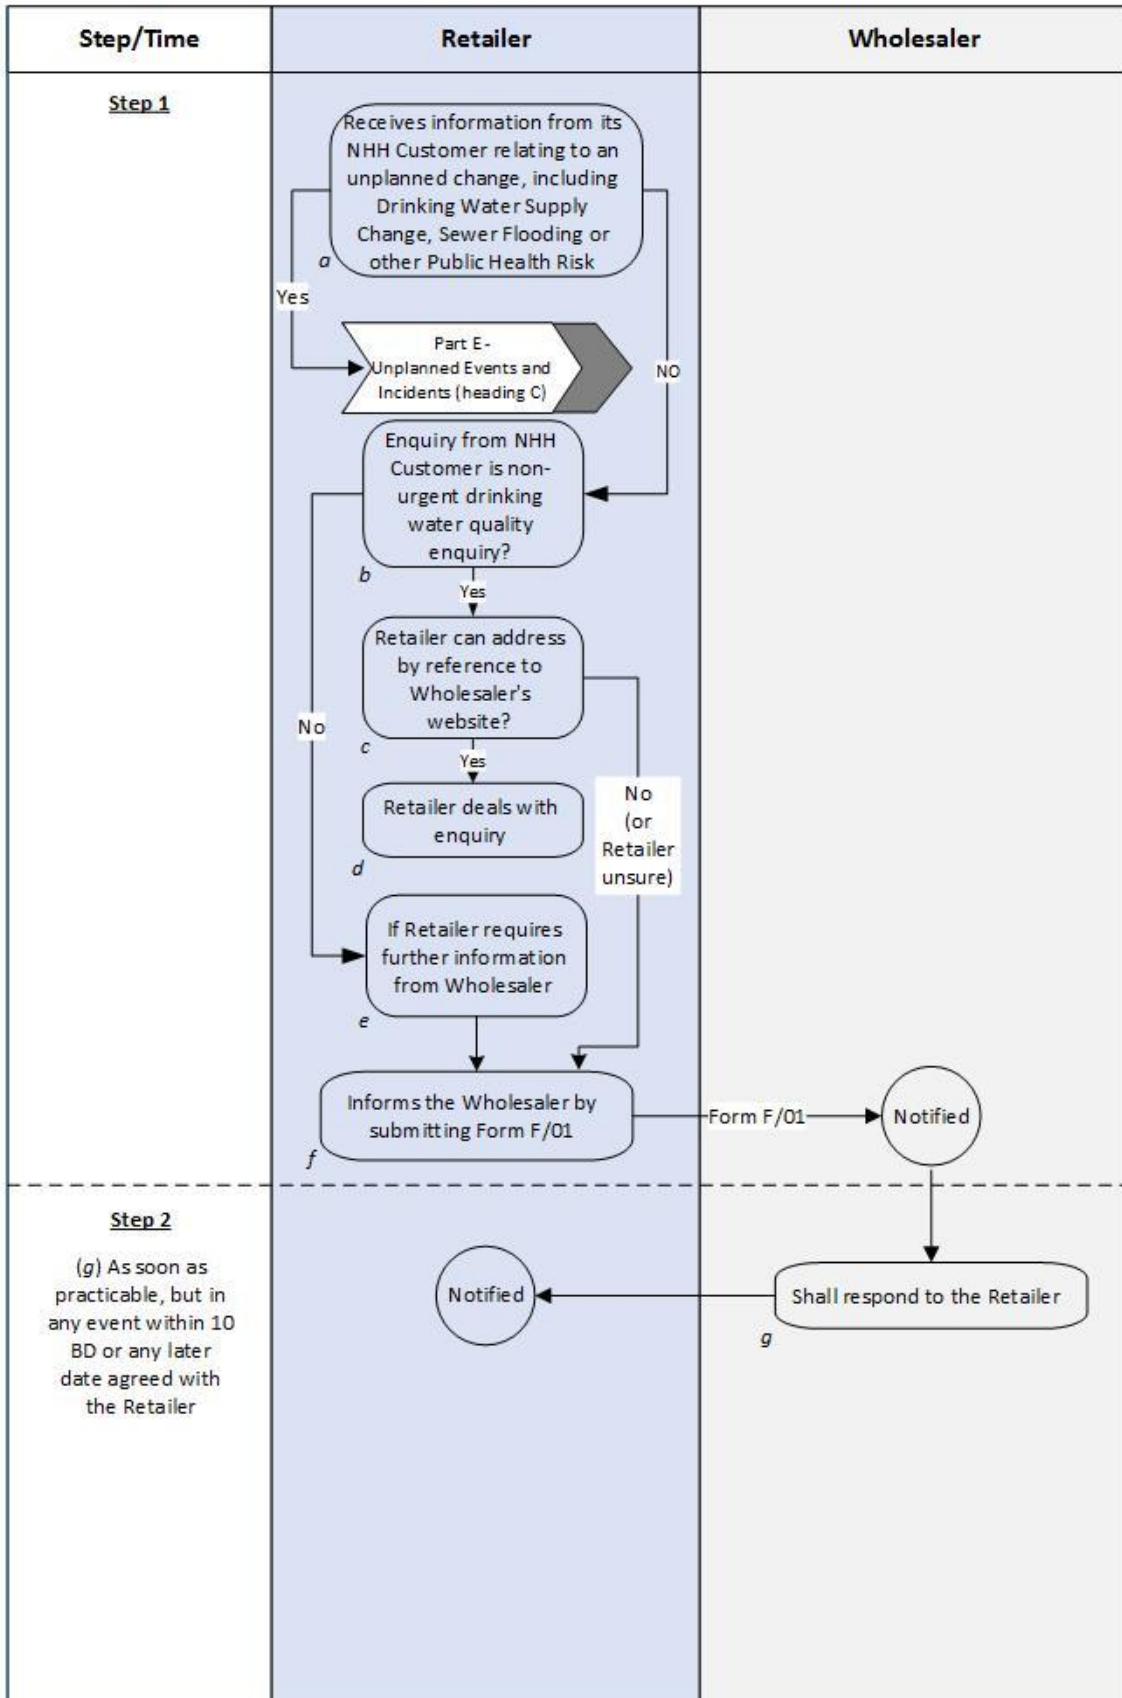 Step/Time
Retailer
Wholesaler
Step 1
Receives information from its
NHH Customer relating to an
unplanned change, including
Drinking Water Supply
Change, Sewer Flooding or
other Public Health Risk
a
Yes
Part E-
Unplanned Events and
Incidents (heading C)
NO
Enquiry from NHH
Customer is non-
urgent drinking
water quality
enquiry?
b
Yes
Retailer can address
by reference to
Wholesaler's
website?
c
No
Yes
Retailer deals with
enquiry
d
No
(or
Retailer
unsure)
If Retailer requires
further information
from Wholesaler
e
Informs the Wholesaler by
submitting Form F/01
f
Form F/01
Notified
Step 2
(g) As soon as
practicable, but in
any event within 10
BD or any later
date agreed with
the Retailer
Notified
Shall respond to the Retailer
g